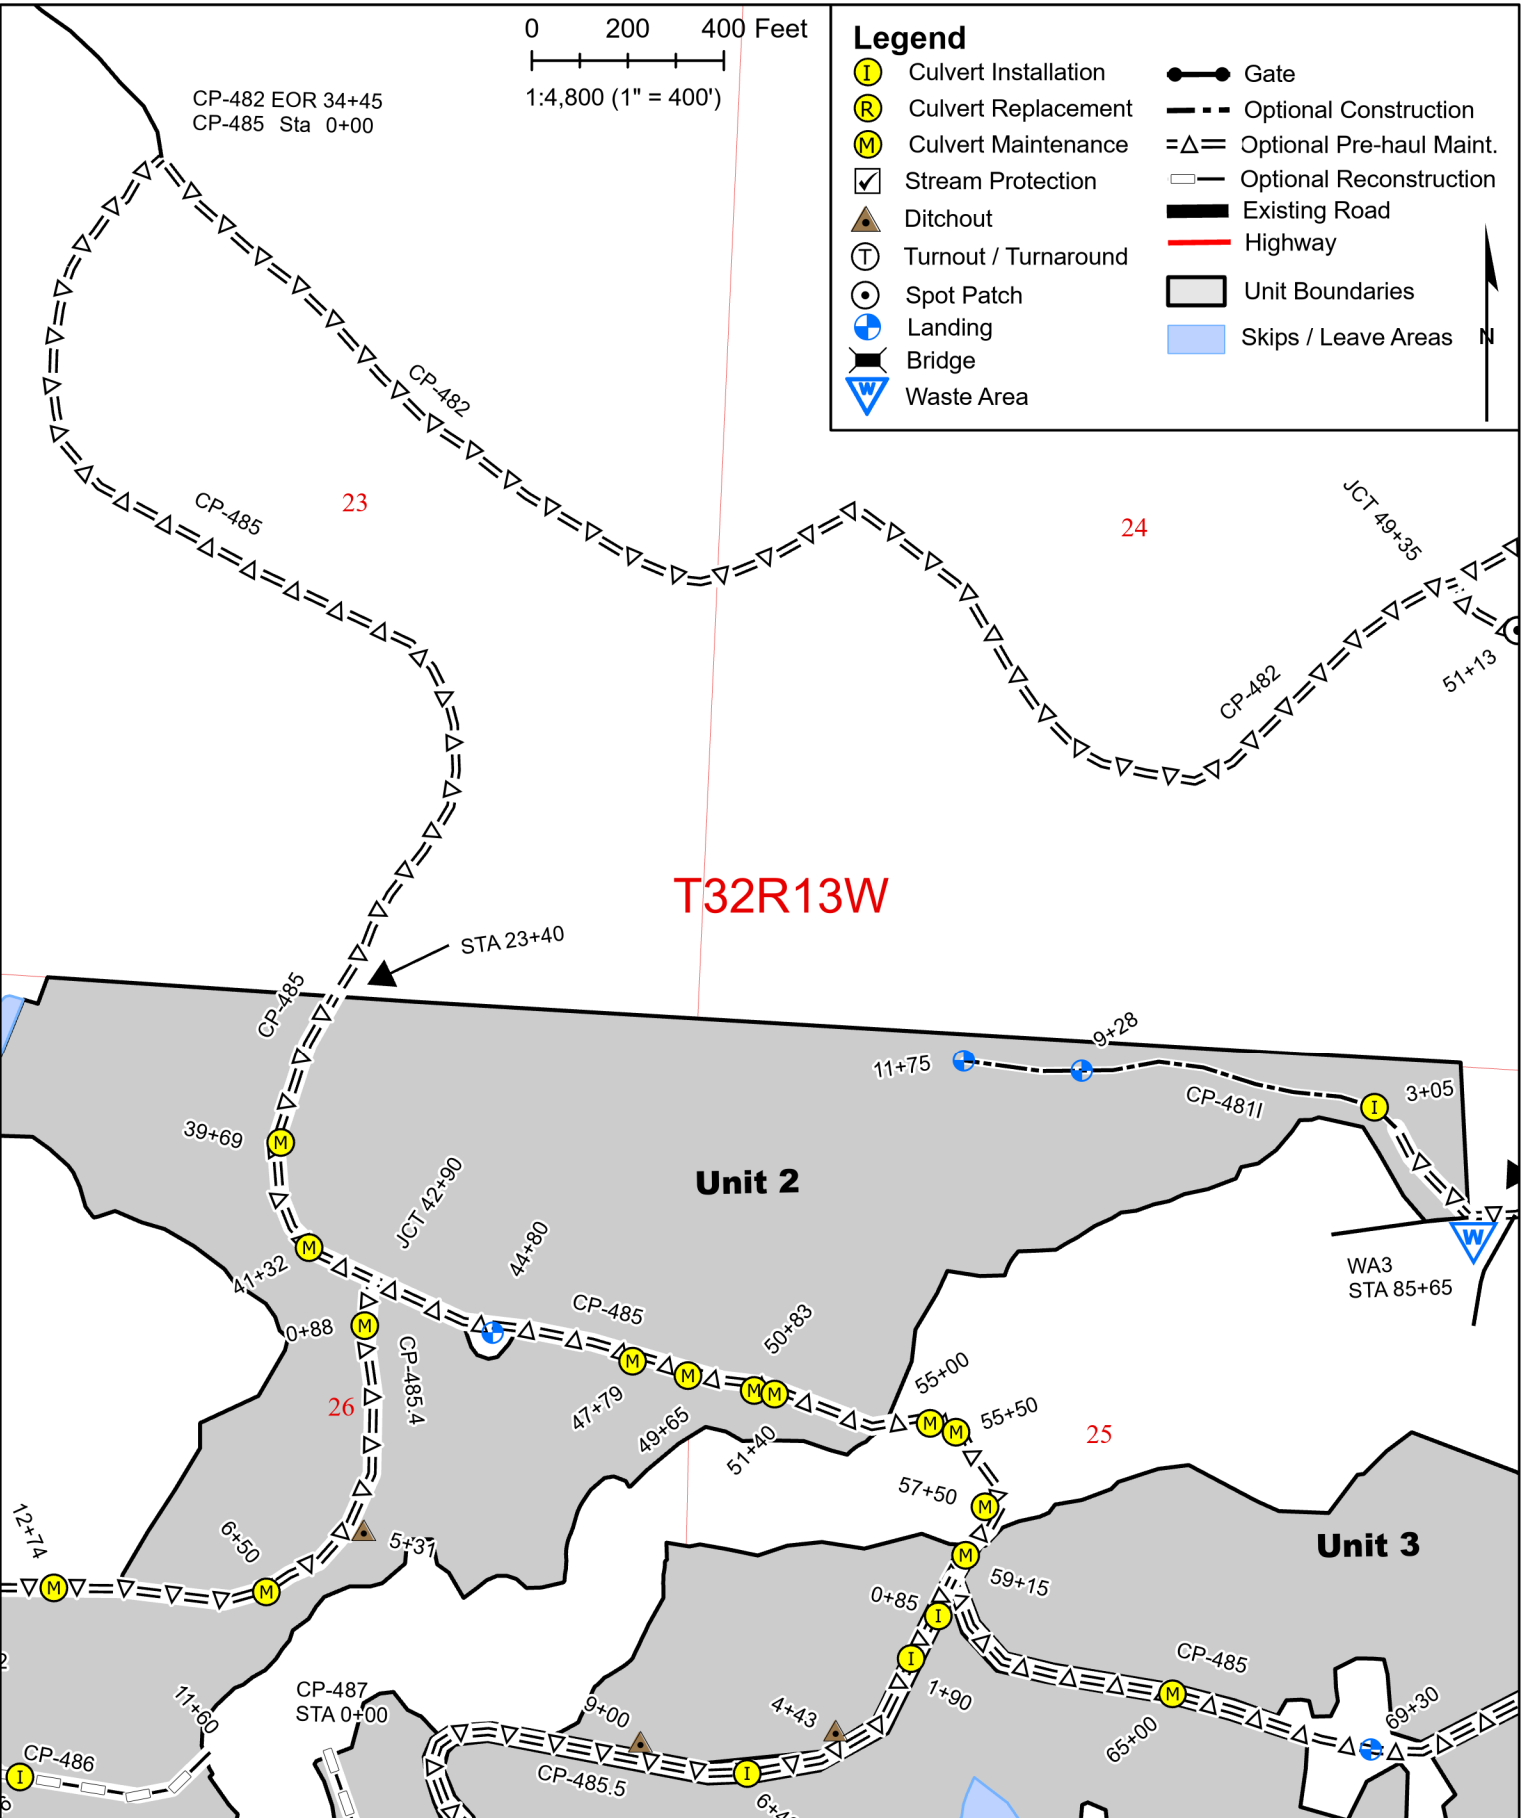 0 200 400 Feet
1:4,800 (1" = 400')
CP-482 EOR 34+45
CP-485 Sta 0+00
Legend
Culvert Installation
Culvert Replacement
Culvert Maintenance
Stream Protection
Ditchout
Turnout / Turnaround
Spot Patch
Landing
Bridge
Waste Area
Gate
Optional Construction
Optional Pre-haul Maint.
Optional Reconstruction
Existing Road
Highway
Unit Boundaries
Skips / Leave Areas
I
R
M
T
W
N
CP-482
CP-485
23
24
JCT 49+35
51+13
CP-482
T32R13W
STA 23+40
CP-485
11+75
9+28
CP-481I
3+05
I
39+69
M
Unit 2
JCT 42+90
44+80
41+32
M
W
WA3
STA 85+65
0+88
M
CP-485.4
CP-485
50+83
47+79
49+65
51+40
M
M
M
M
55+00
55+50
M
M
26
25
57+50
M
12+74
6+50
5+31
M
M
Unit 3
M
59+15
0+85
I
I
1+90
CP-485
M
65+00
69+30
11+60
CP-487
STA 0+00
9+00
4+43
CP-486
I
CP-485.5
I